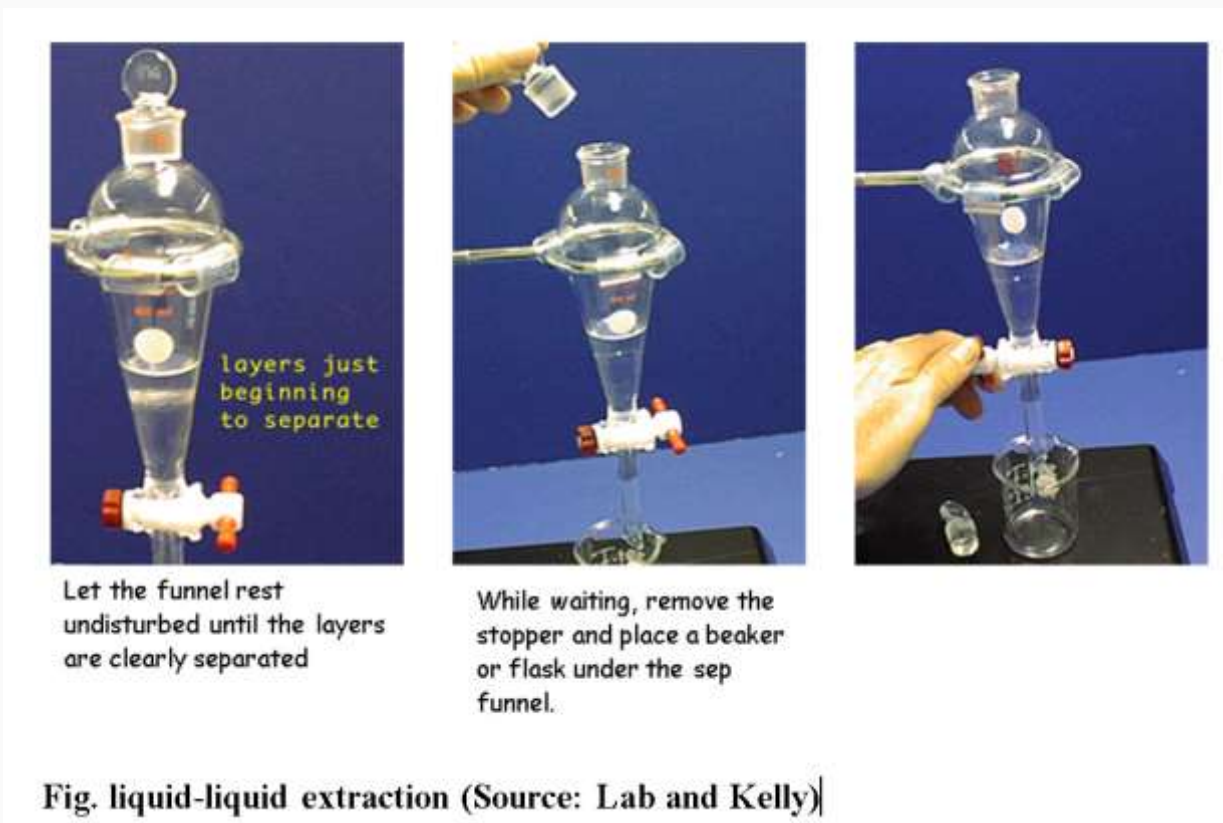 layers just
beginning
to separate
Let the funnel rest
undisturbed until the layers
are clearly separated
While waiting, remove the
stopper and place a beaker
or flask under the sep
funnel.
Fig. liquid-liquid extraction (Source: Lab and Kelly)